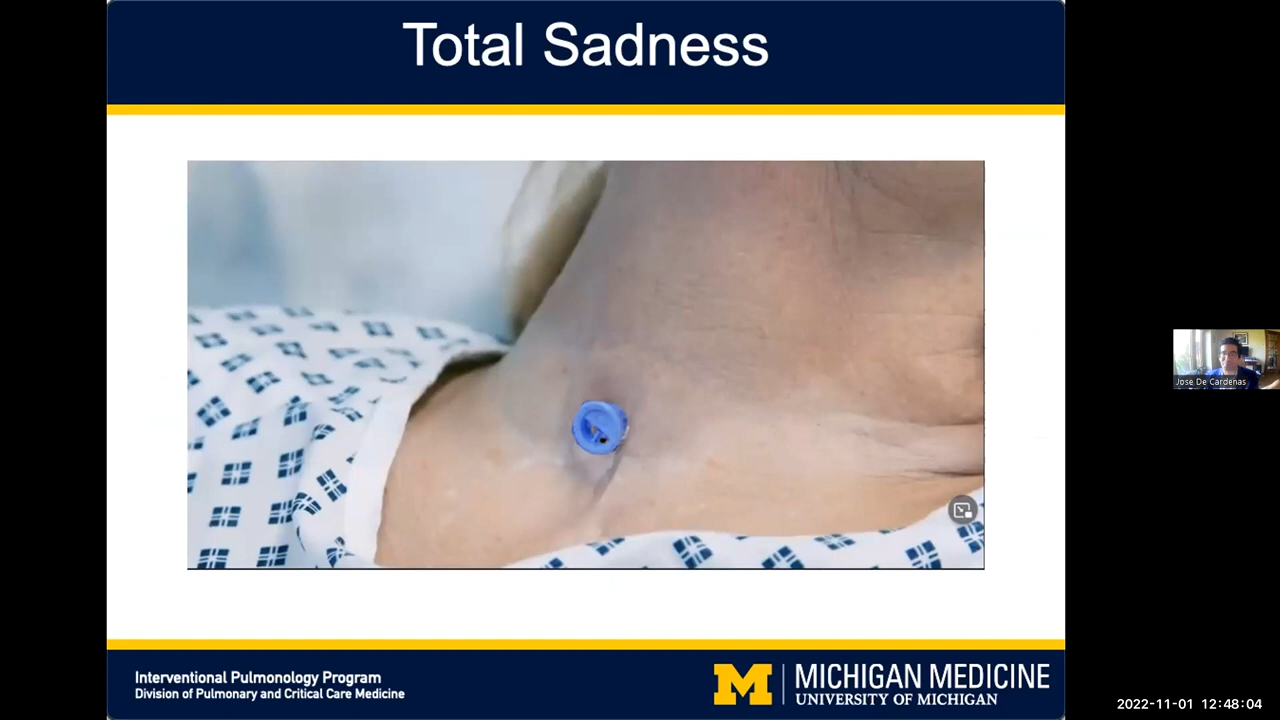 Total Sadness
Jose De Cardenas
Interventional Pulmonology Program
Division of Pulmonary and Critical Care Medicine
M
MICHIGAN MEDICINE
UNIVERSITY OF MICHIGAN
2022-11-01 12:48:04